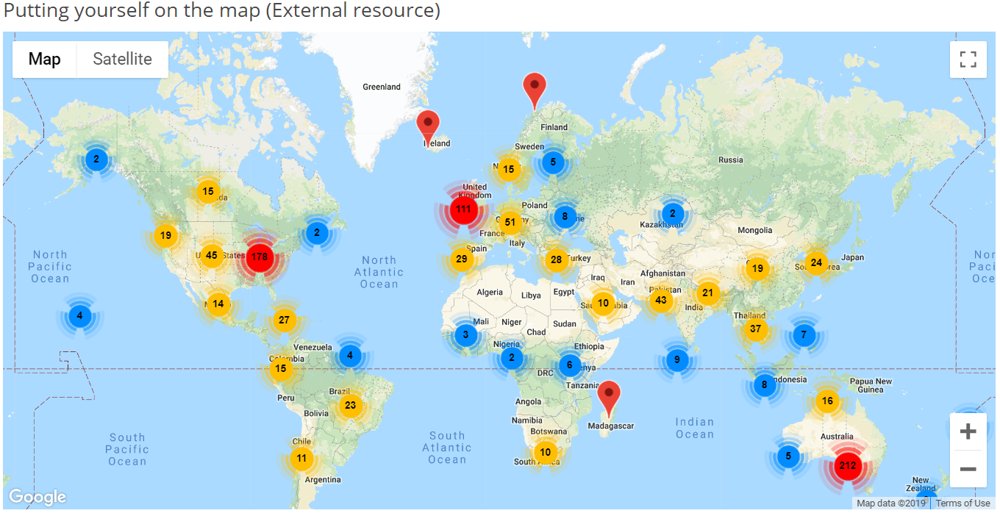 Putting yourself on the map (External resource)
Map
Satellite
Greenland
Finland
Iceland
Sweden
2
5
15
Russia
15
United
Kingdom
111
Poland
51
8
2
Kazakhstan
Mongolia
19
2
France
Italy
45
178
States
Spain
29
28
Turkey
19
24
Japan
North
Pacific
Ocean
North
Atlantic
Ocean
Iraq
Iran
Afghanistan
Pakistan
43
21
India
Algeria
Libya
Egypt
10
14
27
4
Mali
Niger
Chad
Sudan
3
Thailand
37
7
Venezuela
Colombia
15
4
Nigeria
2
Ethiopia
6
DRC
Tanzania
9
8
Papua New
Guinea
16
Peru
Brazil
23
Bolivia
Angola
Namibia
Botswana
Madagascar
Indian
Ocean
Australia
South
Pacific
Ocean
South
Atlantic
Ocean
Chile
11
Argentina
10
5
212
New
Zealand
Google
Map data ©2019
Terms of Use